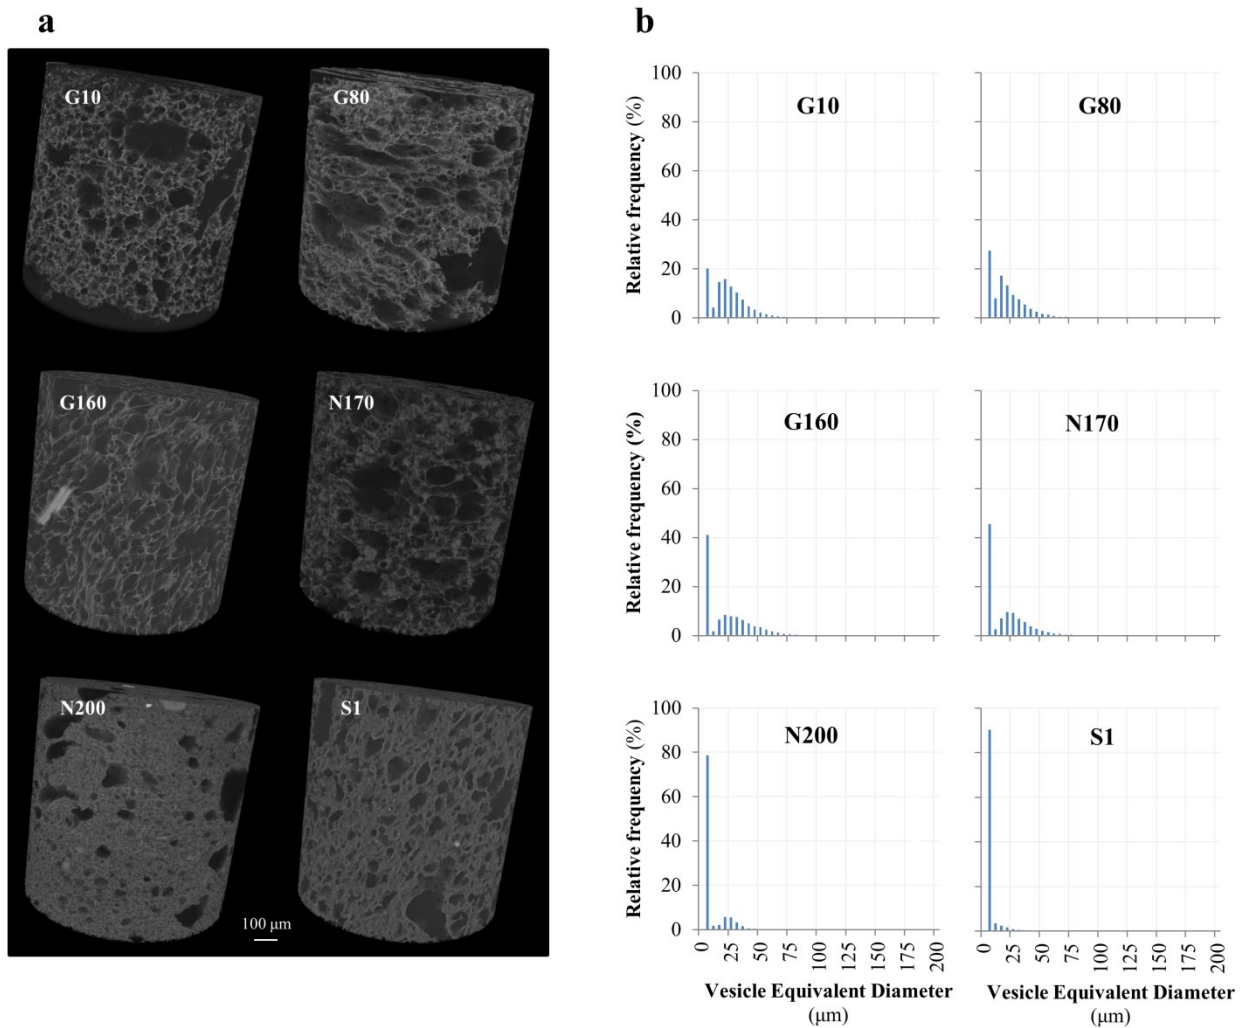 a
G10
G80
G160
N170
N200
S1
100 μm
b
100
80
60
40
20
0
Relative frequency (%)
G10
G80
100
80
60
40
20
0
Relative frequency (%)
G160
N170
100
80
60
40
20
0
Relative frequency (%)
N200
S1
0
25
50
75
100
125
150
175
200
0
25
50
75
100
125
150
175
200
Vesicle Equivalent Diameter
(μm)
Vesicle Equivalent Diameter
(μm)